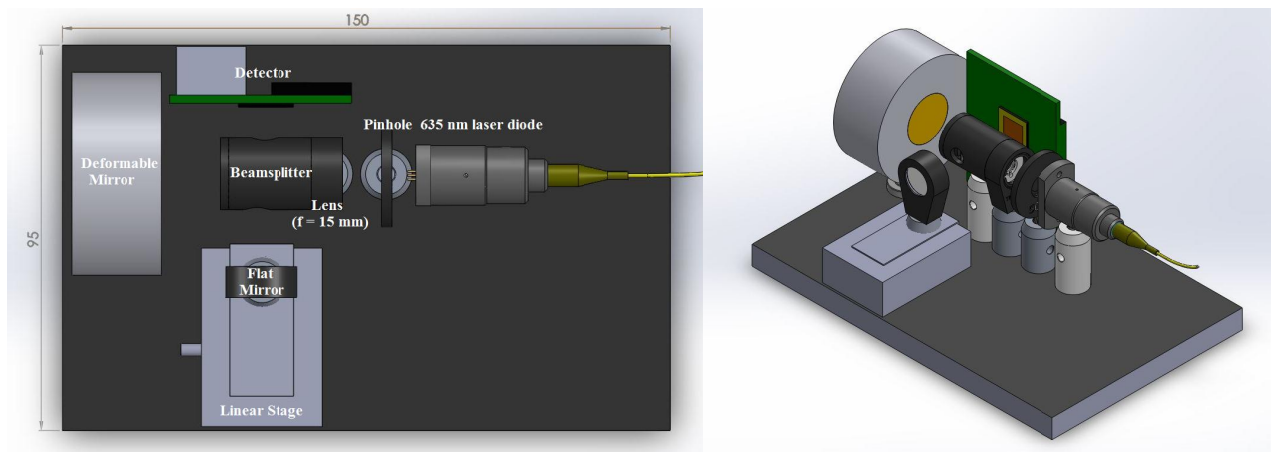 150
95
Detector
Pinhole 635 nm laser diode
Deformable
Mirror
Beamsplitter
Lens
(f = 15 mm)
Flat
Mirror
Linear Stage